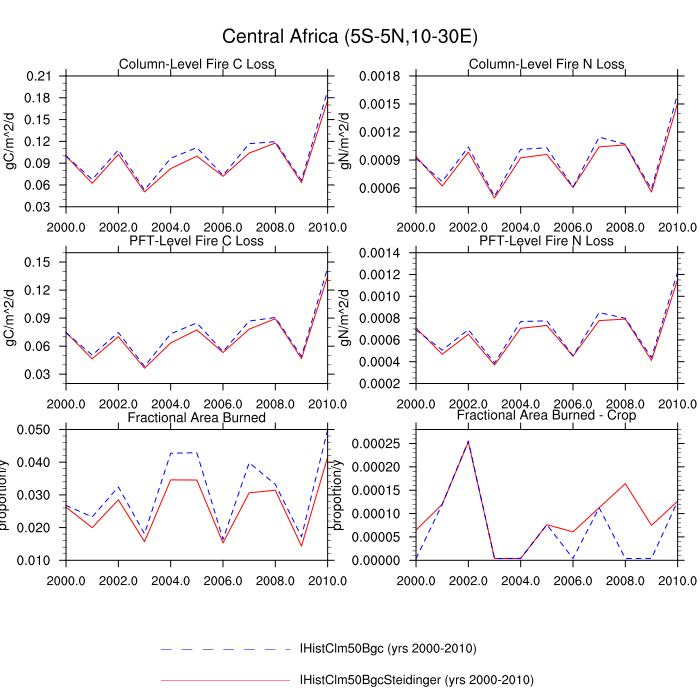 Central Africa (5S-5N,10-30E)
Column-Level Fire C Loss
gC/m^2/d
0.21
0.18
0.15
0.12
0.09
0.06
0.03
2000.0 2002.0 2004.0 2006.0 2008.0 2010.0
Column-Level Fire N Loss
gN/m^2/d
0.0018
0.0015
0.0012
0.0009
0.0006
2000.0 2002.0 2004.0 2006.0 2008.0 2010.0
PFT-Level Fire C Loss
gC/m^2/d
0.15
0.12
0.09
0.06
0.03
2000.0 2002.0 2004.0 2006.0 2008.0 2010.0
PFT-Level Fire N Loss
gN/m^2/d
0.0014
0.0012
0.0010
0.0008
0.0006
0.0004
0.0002
2000.0 2002.0 2004.0 2006.0 2008.0 2010.0
Fractional Area Burned
proportion/y
0.050
0.040
0.030
0.020
0.010
2000.0 2002.0 2004.0 2006.0 2008.0 2010.0
Fractional Area Burned - Crop
proportion/y
0.00025
0.00020
0.00015
0.00010
0.00005
0.00000
2000.0 2002.0 2004.0 2006.0 2008.0 2010.0
IHistClm50Bgc (yrs 2000-2010)
IHistClm50BgcSteidinger (yrs 2000-2010)